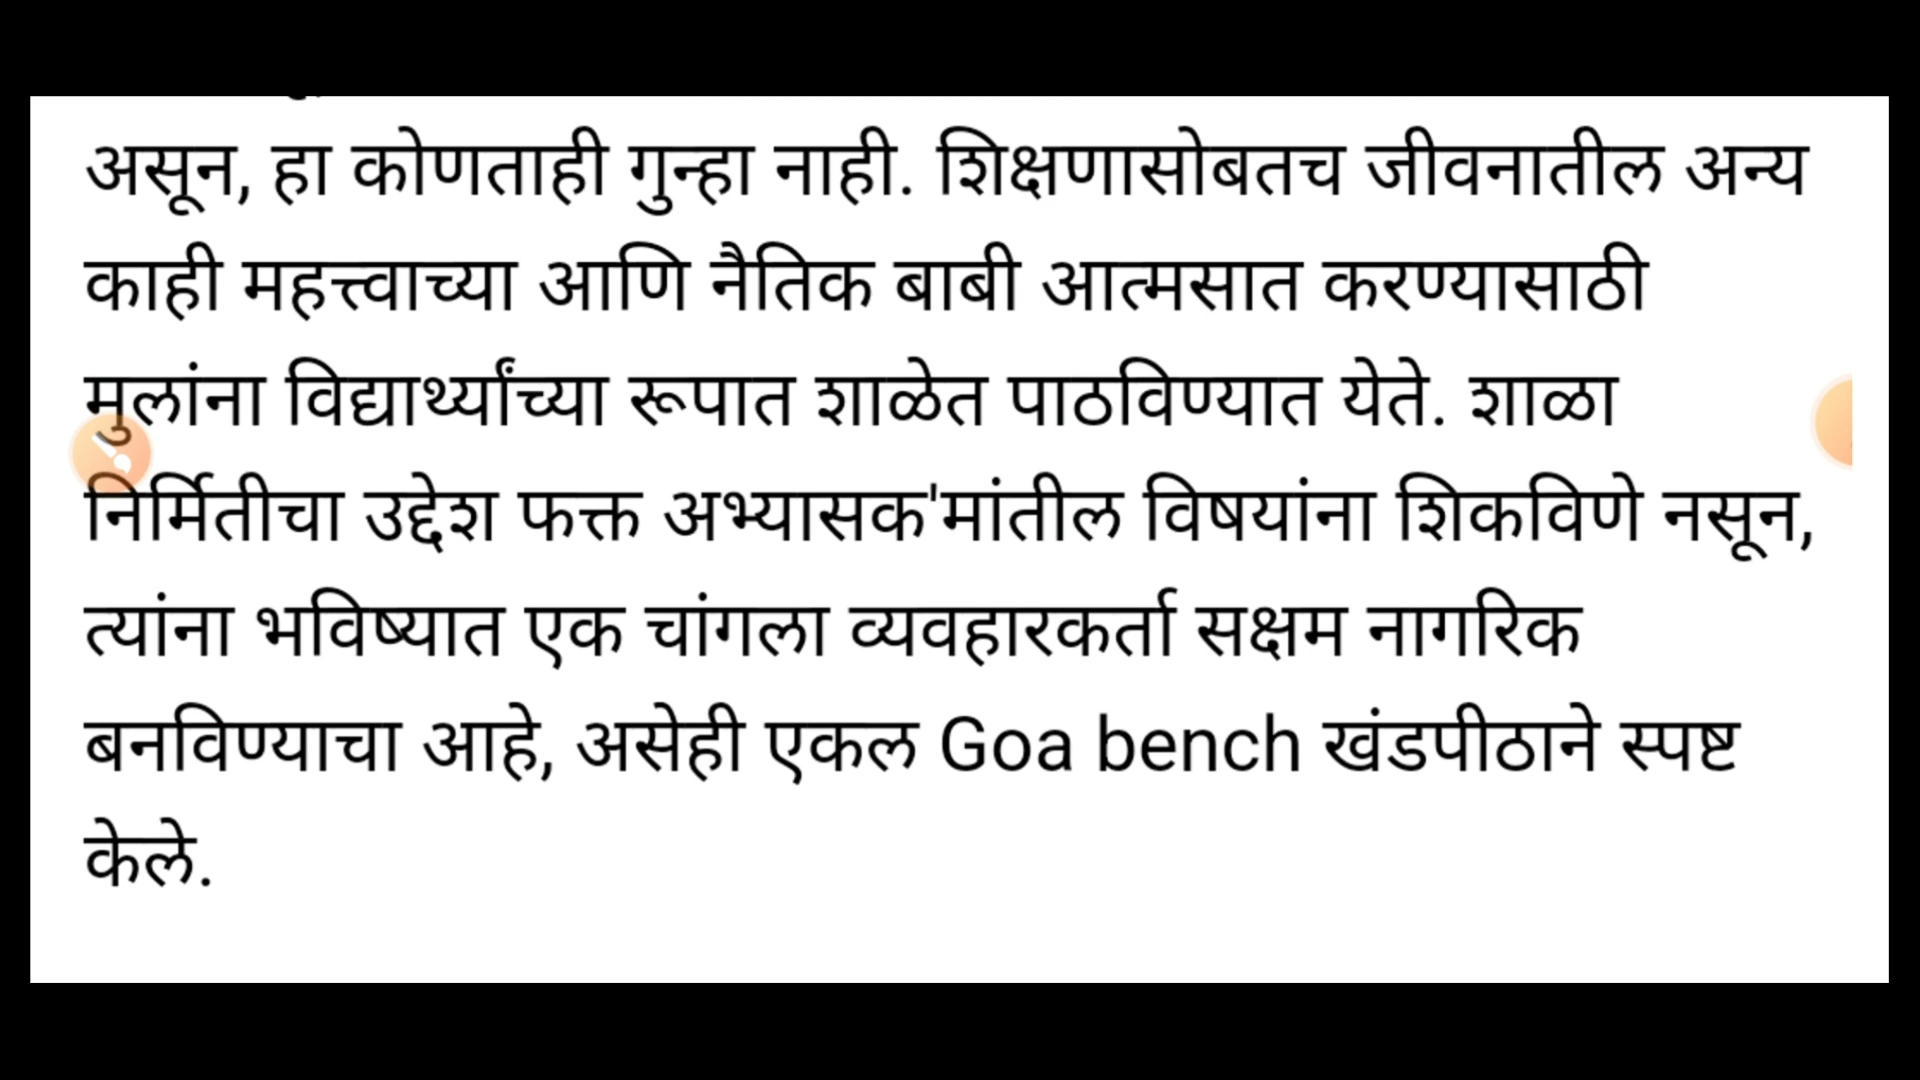 असून, हा कोणताही गुन्हा नाही. शिक्षणासोबतच जीवनातील अन्य
काही महत्त्वाच्या आणि नैतिक बाबी आत्मसात करण्यासाठी
मुलांना विद्यार्थ्यांच्या रूपात शाळेत पाठविण्यात येते. शाळा
निर्मितीचा उद्देश फक्त अभ्यासक'मांतील विषयांना शिकविणे नसून,
त्यांना भविष्यात एक चांगला व्यवहारकर्ता सक्षम नागरिक
बनविण्याचा आहे, असेही एकल Goa bench खंडपीठाने स्पष्ट
केले.